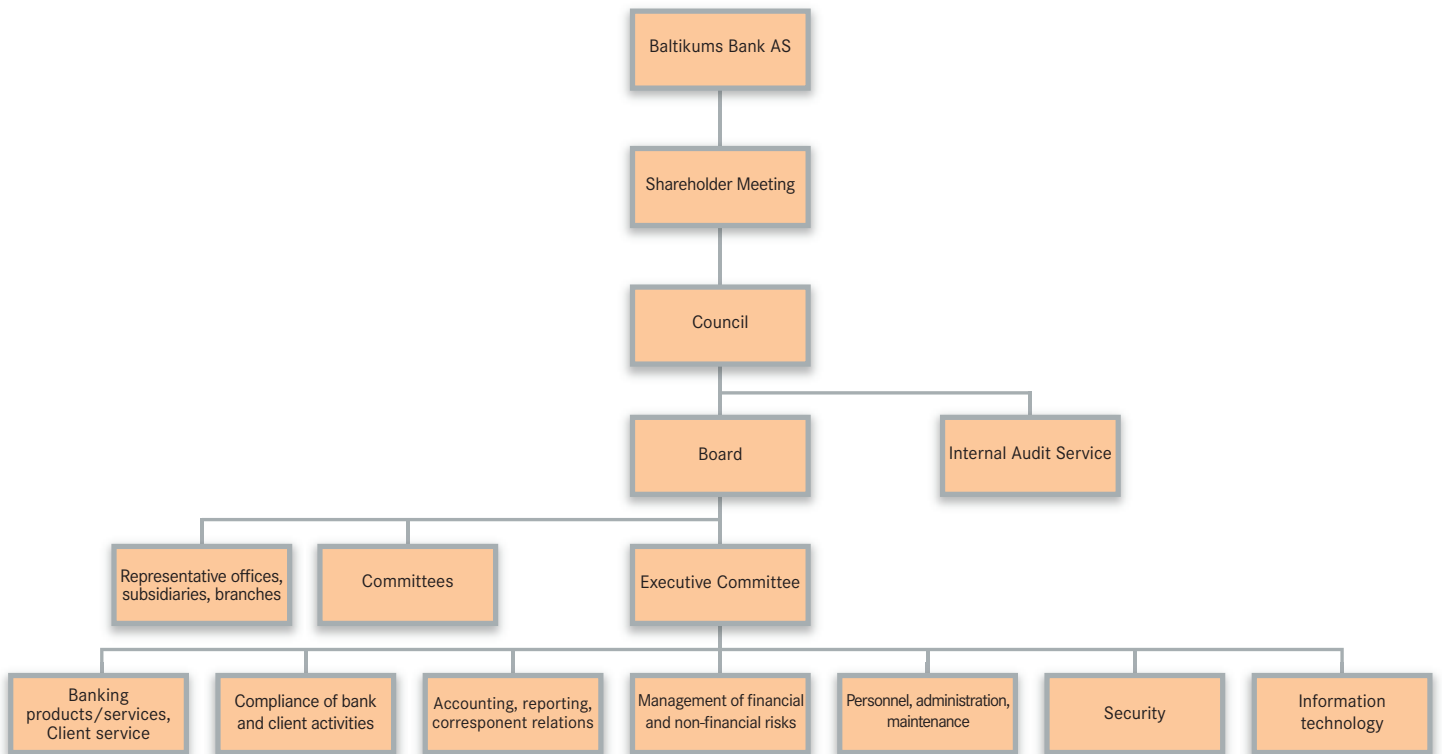 Baltikums Bank AS
Shareholder Meeting
Council
Board
Internal Audit Service
Representative offices,
subsidiaries, branches
Committees
Executive Committee
Banking
products/services,
Client service
Compliance of bank
and client activities
Accounting, reporting,
corresponent relations
Management of financial
and non-financial risks
Personnel, administration,
maintenance
Security
Information
technology